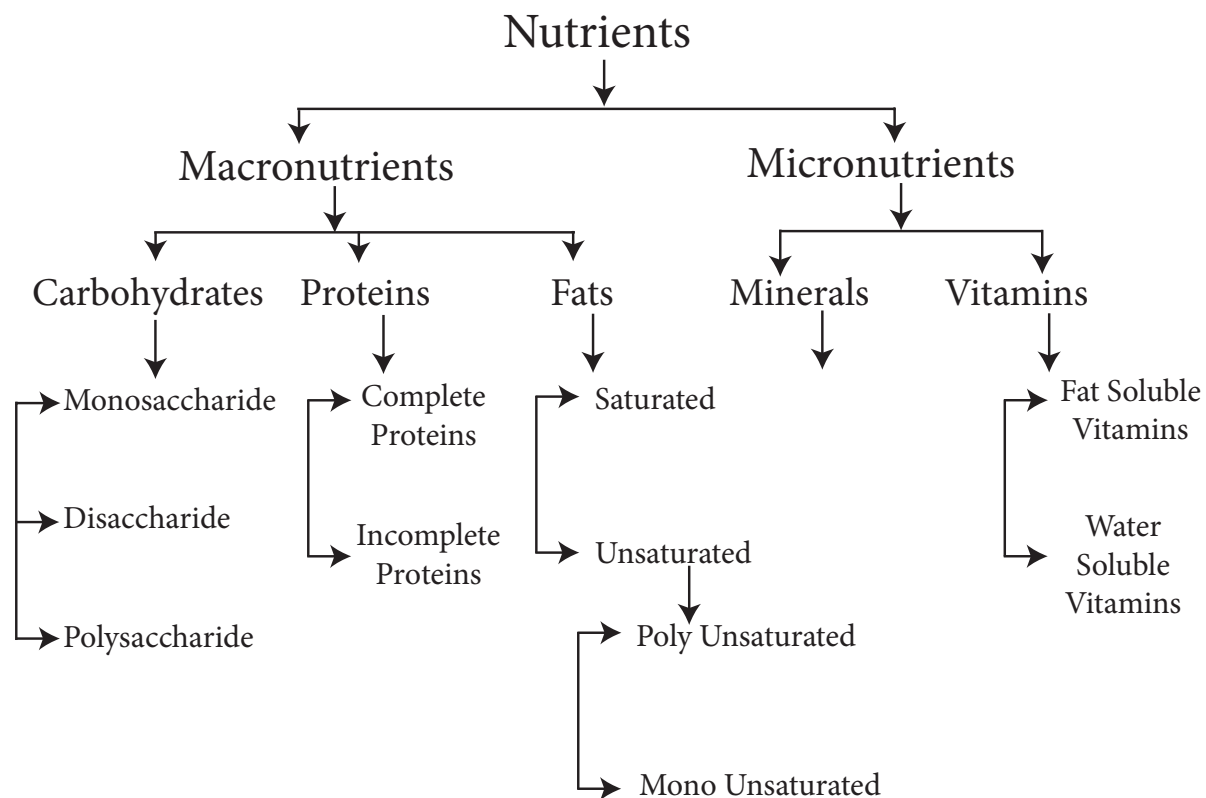 Nutrients
Macronutrients
Micronutrients
Carbohydrates
Proteins
Fats
Minerals
Vitamins
Monosaccharide
Disaccharide
Polysaccharide
Complete
Proteins
Incomplete
Proteins
Saturated
Unsaturated
Poly Unsaturated
Mono Unsaturated
Fat Soluble
Vitamins
Water
Soluble
Vitamins